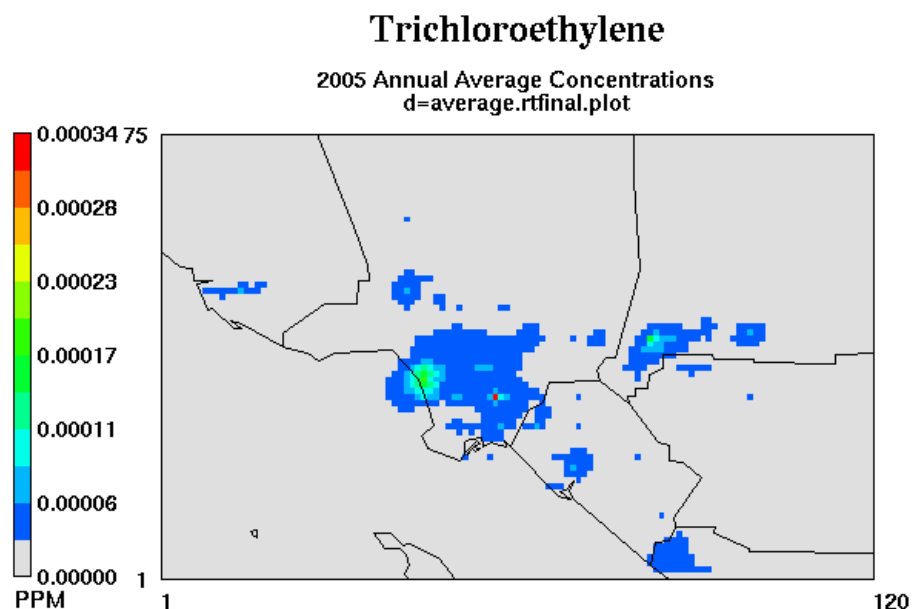 Trichloroethylene
2005 Annual Average Concentrations
d=average.rtfinal.plot
0.00034
75
0.00028
0.00023
0.00017
0.00011
0.00006
0.00000
1
PPM
1
120